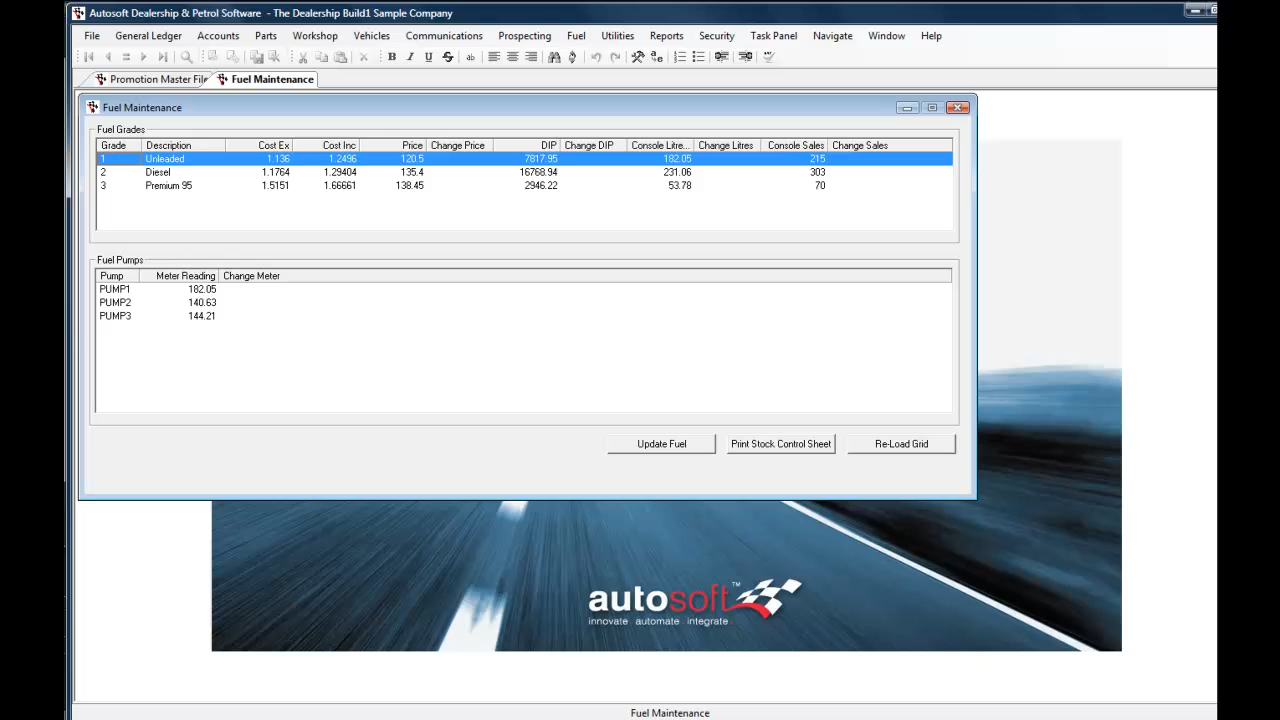 Autosoft Dealership & Petrol Software - The Dealership Build1 Sample Company
File General Ledger Accounts Parts Workshop Vehicles Communications Prospecting Fuel Utilities Reports Security Task Panel Navigate Window Help
B I U S ab
Promotion Master File Fuel Maintenance
Fuel Maintenance
Fuel Grades
Grade Description Cost Ex Cost Inc Price Change Price DIP Change DIP Console Litre... Change Litres Console Sales Change Sales
1 Unleaded 1.136 1.2496 120.5 7817.95 182.05 215
2 Diesel 1.1764 1.29404 135.4 16768.94 231.06 303
3 Premium 95 1.5151 1.66661 138.45 2946.22 53.78 70
Fuel Pumps
Pump Meter Reading Change Meter
PUMP1 182.05
PUMP2 140.63
PUMP3 144.21
Update Fuel Print Stock Control Sheet Re-Load Grid
autosoft™
innovate automate integrate
Fuel Maintenance